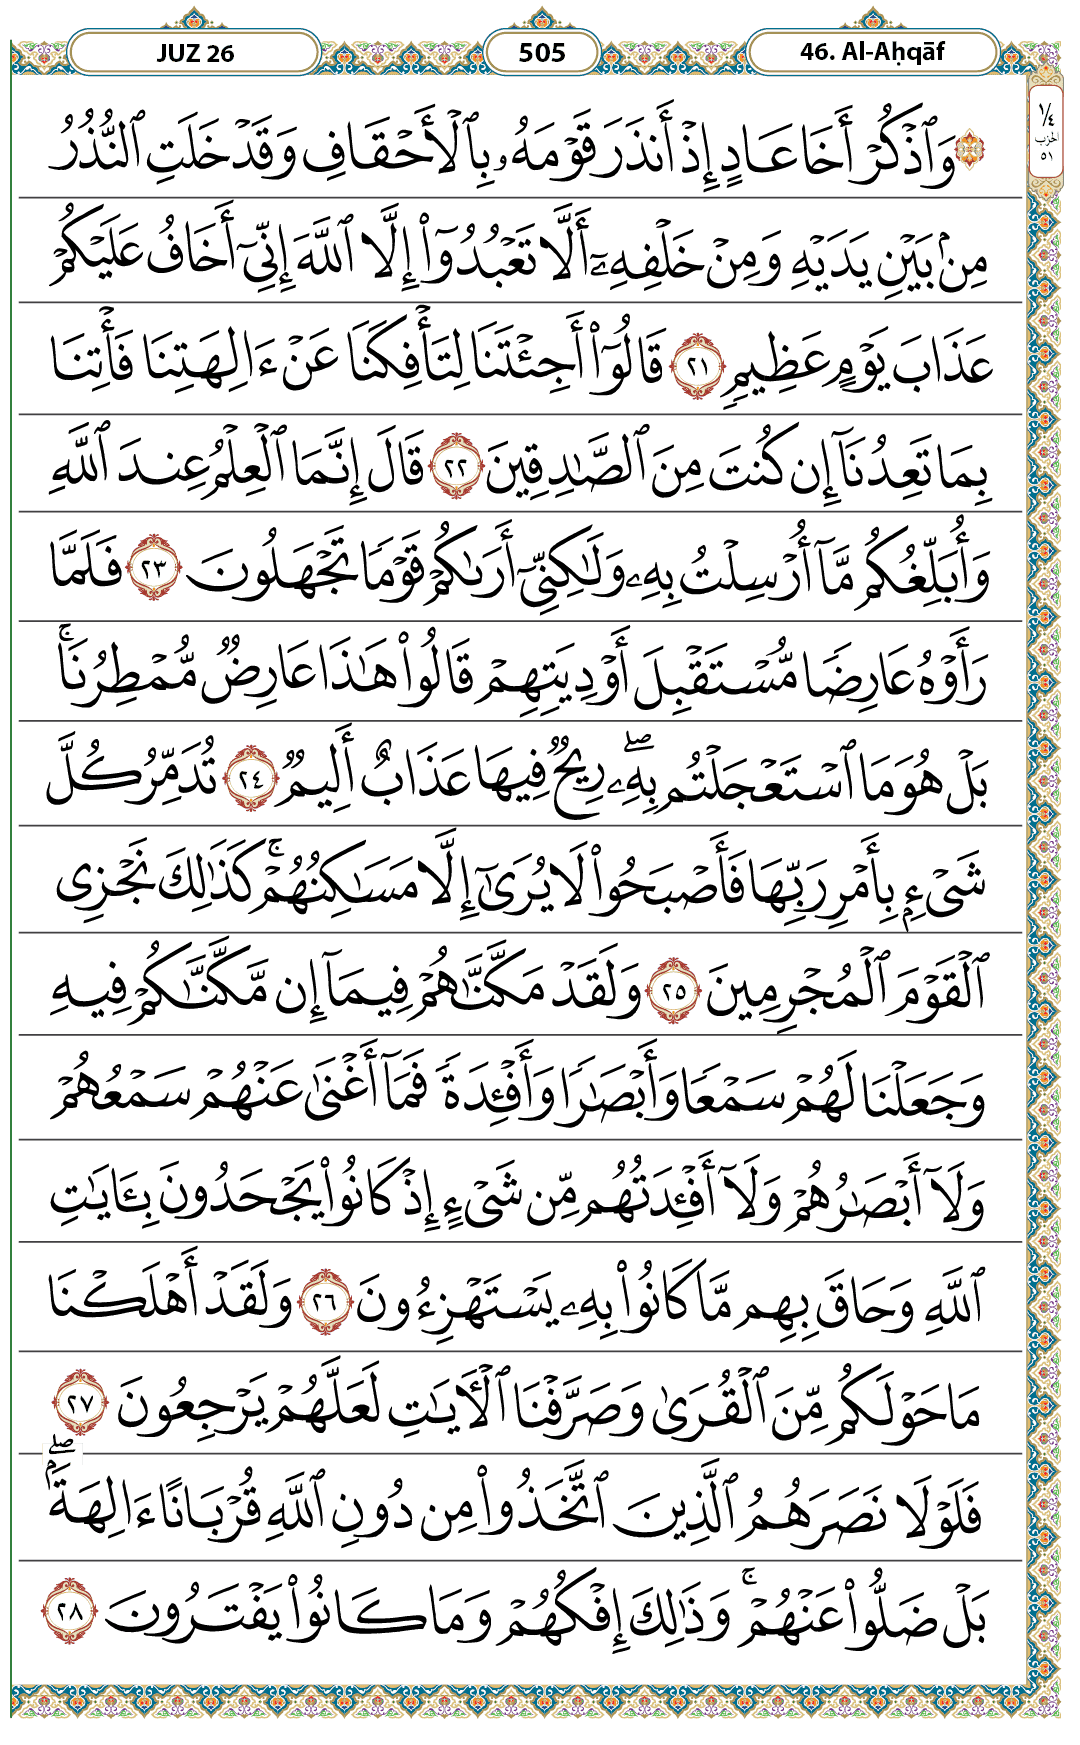 JUZ 26
505
46. Al-Aḥqāf
١/٤
الحزب
٥١
۞ وَٱذْكُرْ أَخَا عَادٍ إِذْ أَنذَرَ قَوْمَهُۥ بِٱلْأَحْقَافِ وَقَدْ خَلَتِ ٱلنُّذُرُ
مِنۢ بَيْنِ يَدَيْهِ وَمِنْ خَلْفِهِۦٓ أَلَّا تَعْبُدُوٓا۟ إِلَّا ٱللَّهَ إِنِّىٓ أَخَافُ عَلَيْكُمْ
عَذَابَ يَوْمٍ عَظِيمٍ ٢١ قَالُوٓا۟ أَجِئْتَنَا لِتَأْفِكَنَا عَنْ ءَالِهَتِنَا فَأْتِنَا
بِمَا تَعِدُنَآ إِن كُنتَ مِنَ ٱلصَّٰدِقِينَ ٢٢ قَالَ إِنَّمَا ٱلْعِلْمُ عِندَ ٱللَّهِ
وَأُبَلِّغُكُم مَّآ أُرْسِلْتُ بِهِۦ وَلَٰكِنِّىٓ أَرَىٰكُمْ قَوْمًا تَجْهَلُونَ ٢٣ فَلَمَّا
رَأَوْهُ عَارِضًا مُّسْتَقْبِلَ أَوْدِيَتِهِمْ قَالُوا۟ هَٰذَا عَارِضٌ مُّمْطِرُنَا ۚ
بَلْ هُوَ مَا ٱسْتَعْجَلْتُم بِهِۦ ۖ رِيحٌ فِيهَا عَذَابٌ أَلِيمٌ ٢٤ تُدَمِّرُ كُلَّ
شَىْءٍۭ بِأَمْرِ رَبِّهَا فَأَصْبَحُوا۟ لَا يُرَىٰٓ إِلَّا مَسَٰكِنُهُمْ ۚ كَذَٰلِكَ نَجْزِى
ٱلْقَوْمَ ٱلْمُجْرِمِينَ ٢٥ وَلَقَدْ مَكَّنَّٰهُمْ فِيمَآ إِن مَّكَّنَّٰكُمْ فِيهِ
وَجَعَلْنَا لَهُمْ سَمْعًا وَأَبْصَٰرًا وَأَفْـِٔدَةً فَمَآ أَغْنَىٰ عَنْهُمْ سَمْعُهُمْ
وَلَآ أَبْصَٰرُهُمْ وَلَآ أَفْـِٔدَتُهُم مِّن شَىْءٍ إِذْ كَانُوا۟ يَجْحَدُونَ بِـَٔايَٰتِ
ٱللَّهِ وَحَاقَ بِهِم مَّا كَانُوا۟ بِهِۦ يَسْتَهْزِءُونَ ٢٦ وَلَقَدْ أَهْلَكْنَا
مَا حَوْلَكُم مِّنَ ٱلْقُرَىٰ وَصَرَّفْنَا ٱلْـَٔايَٰتِ لَعَلَّهُمْ يَرْجِعُونَ ٢٧
فَلَوْلَا نَصَرَهُمُ ٱلَّذِينَ ٱتَّخَذُوا۟ مِن دُونِ ٱللَّهِ قُرْبَانًا ءَالِهَةًۢ ۖ
بَلْ ضَلُّوا۟ عَنْهُمْ ۚ وَذَٰلِكَ إِفْكُهُمْ وَمَا كَانُوا۟ يَفْتَرُونَ ٢٨